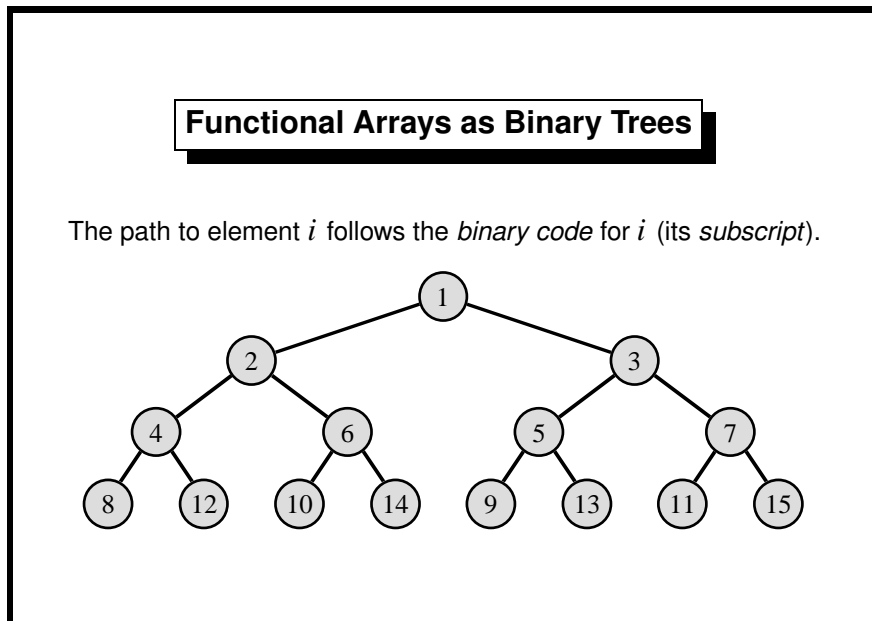 Functional Arrays as Binary Trees
The path to element i follows the binary code for i (its subscript).
1
2 3
4 6 5 7
8 12 10 14 9 13 11 15